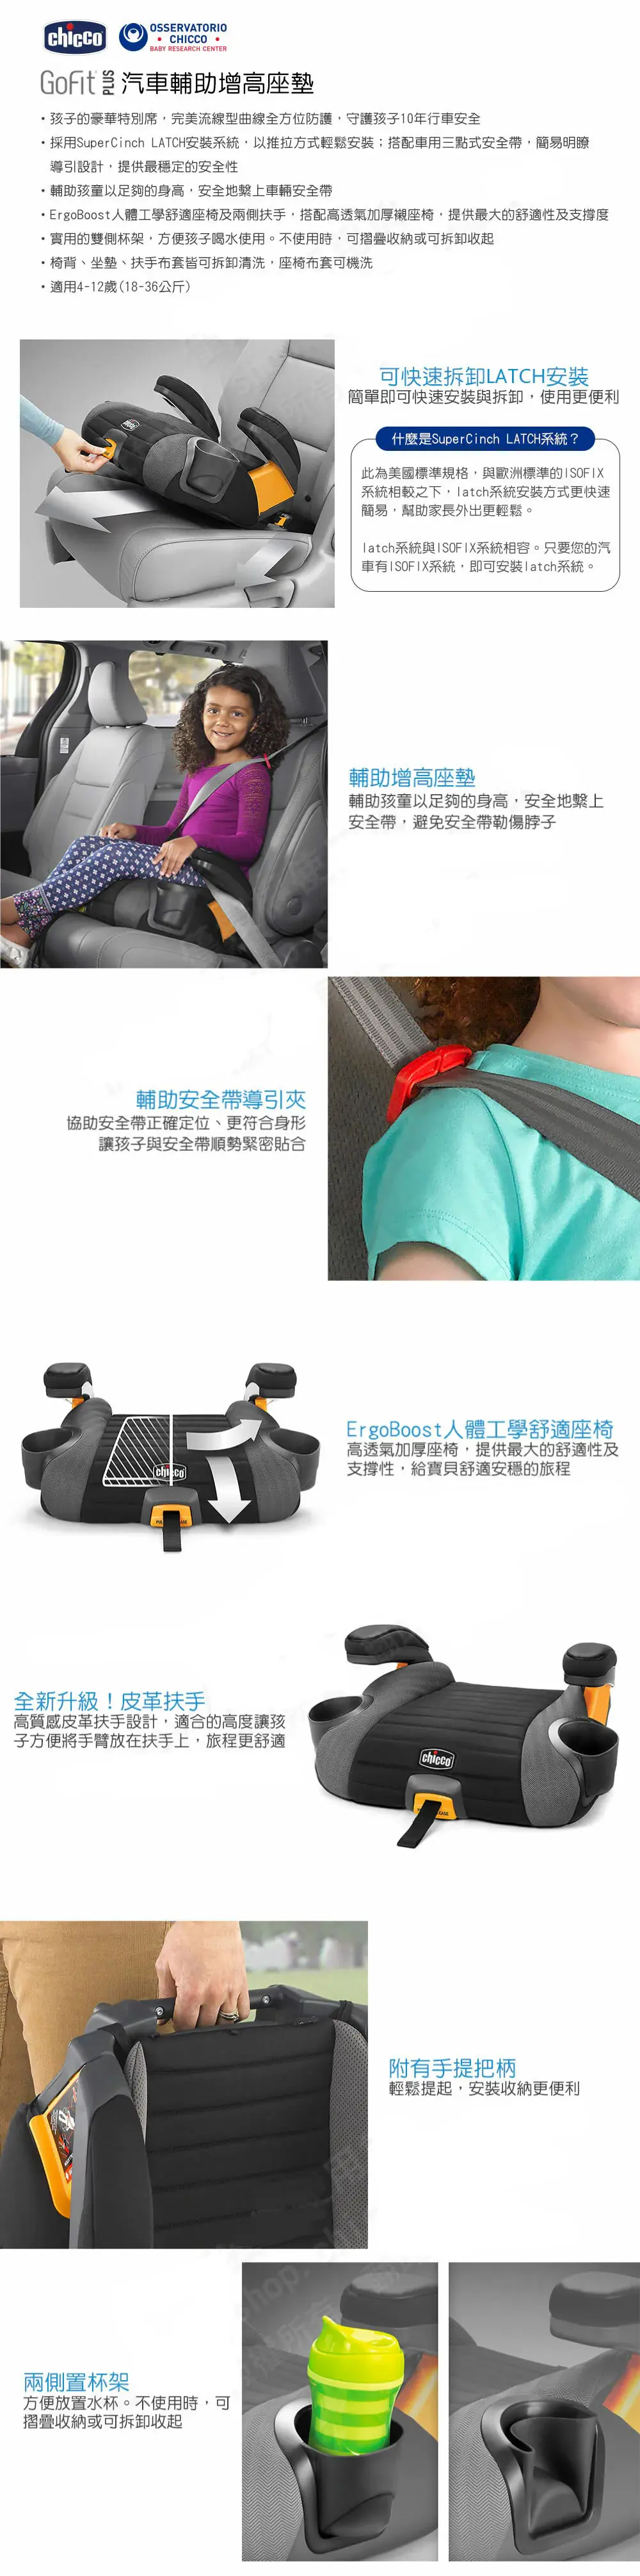 chicco
OSSERVATORIO
• CHICCO •
BABY RESEARCH CENTER
GoFit PLUS 汽車輔助增高座墊
•孩子的豪華特別席，完美流線型曲線全方位防護，守護孩子10年行車安全
•採用SuperCinch LATCH安裝系統，以推拉方式輕鬆安裝；搭配車用三點式安全帶，簡易明瞭
導引設計，提供最穩定的安全性
•輔助孩童以足夠的身高，安全地繫上車輛安全帶
•ErgoBoost人體工學舒適座椅及兩側扶手，搭配高透氣加厚襯座椅，提供最大的舒適性及支撐度
•實用的雙側杯架，方便孩子喝水使用。不使用時，可摺疊收納或可拆卸收起
•椅背、坐墊、扶手布套皆可拆卸清洗，座椅布套可機洗
•適用4-12歲(18-36公斤)
可快速拆卸LATCH安裝
簡單即可快速安裝與拆卸，使用更便利
什麼是SuperCinch LATCH系統？
此為美國標準規格，與歐洲標準的ISOFIX
系統相較之下，latch系統安裝方式更快速
簡易，幫助家長外出更輕鬆。
latch系統與ISOFIX系統相容。只要您的汽
車有ISOFIX系統，即可安裝latch系統。
輔助增高座墊
輔助孩童以足夠的身高，安全地繫上
安全帶，避免安全帶勒傷脖子
輔助安全帶導引夾
協助安全帶正確定位、更符合身形
讓孩子與安全帶順勢緊密貼合
chicco
ErgoBoost人體工學舒適座椅
高透氣加厚座椅，提供最大的舒適性及
支撐性，給寶貝舒適安穩的旅程
全新升級！皮革扶手
高質感皮革扶手設計，適合的高度讓孩
子方便將手臂放在扶手上，旅程更舒適
chicco
附有手提把柄
輕鬆提起，安裝收納更便利
兩側置杯架
方便放置水杯。不使用時，可
摺疊收納或可拆卸收起